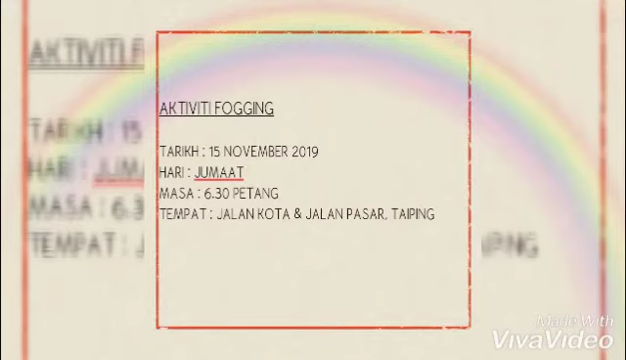 AKTIVITI FOGGING
TARIKH : 15 NOVEMBER 2019
HARI : JUMAAT
MASA : 6.30 PETANG
TEMPAT : JALAN KOTA & JALAN PASAR, TAIPING
Made With
VivaVideo